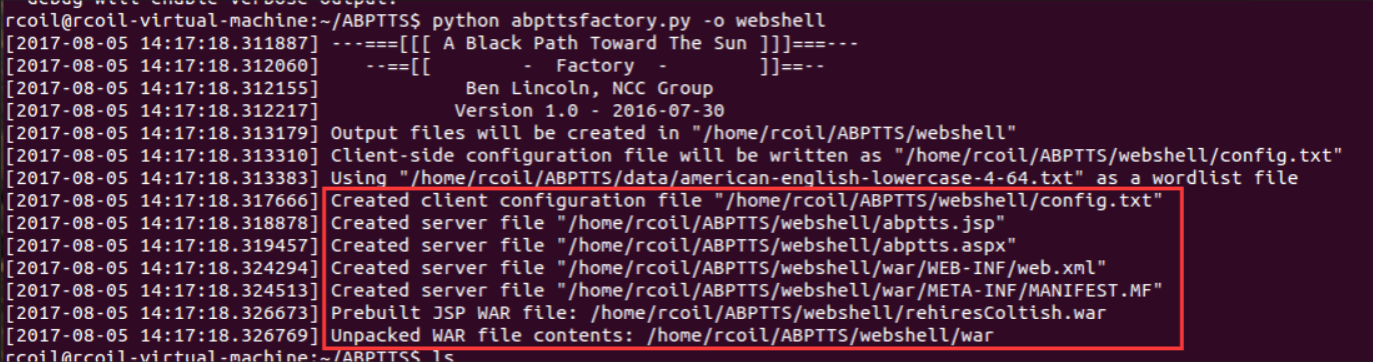 debug will enable verbose output.
rcoil@rcoil-virtual-machine:~/ABPTTS$ python abpttsfactory.py -o webshell
[2017-08-05 14:17:18.311887] ---===[[[ A Black Path Toward The Sun ]]]===---
[2017-08-05 14:17:18.312060]    --==[[        -  Factory  -        ]]==--
[2017-08-05 14:17:18.312155]             Ben Lincoln, NCC Group
[2017-08-05 14:17:18.312217]            Version 1.0 - 2016-07-30
[2017-08-05 14:17:18.313179] Output files will be created in "/home/rcoil/ABPTTS/webshell"
[2017-08-05 14:17:18.313310] Client-side configuration file will be written as "/home/rcoil/ABPTTS/webshell/config.txt"
[2017-08-05 14:17:18.313383] Using "/home/rcoil/ABPTTS/data/american-english-lowercase-4-64.txt" as a wordlist file
[2017-08-05 14:17:18.317666] Created client configuration file "/home/rcoil/ABPTTS/webshell/config.txt"
[2017-08-05 14:17:18.318878] Created server file "/home/rcoil/ABPTTS/webshell/abptts.jsp"
[2017-08-05 14:17:18.319457] Created server file "/home/rcoil/ABPTTS/webshell/abptts.aspx"
[2017-08-05 14:17:18.324294] Created server file "/home/rcoil/ABPTTS/webshell/war/WEB-INF/web.xml"
[2017-08-05 14:17:18.324513] Created server file "/home/rcoil/ABPTTS/webshell/war/META-INF/MANIFEST.MF"
[2017-08-05 14:17:18.326673] Prebuilt JSP WAR file: /home/rcoil/ABPTTS/webshell/rehiresColtish.war
[2017-08-05 14:17:18.326769] Unpacked WAR file contents: /home/rcoil/ABPTTS/webshell/war
rcoil@rcoil-virtual-machine:~/ABPTTS$ ls